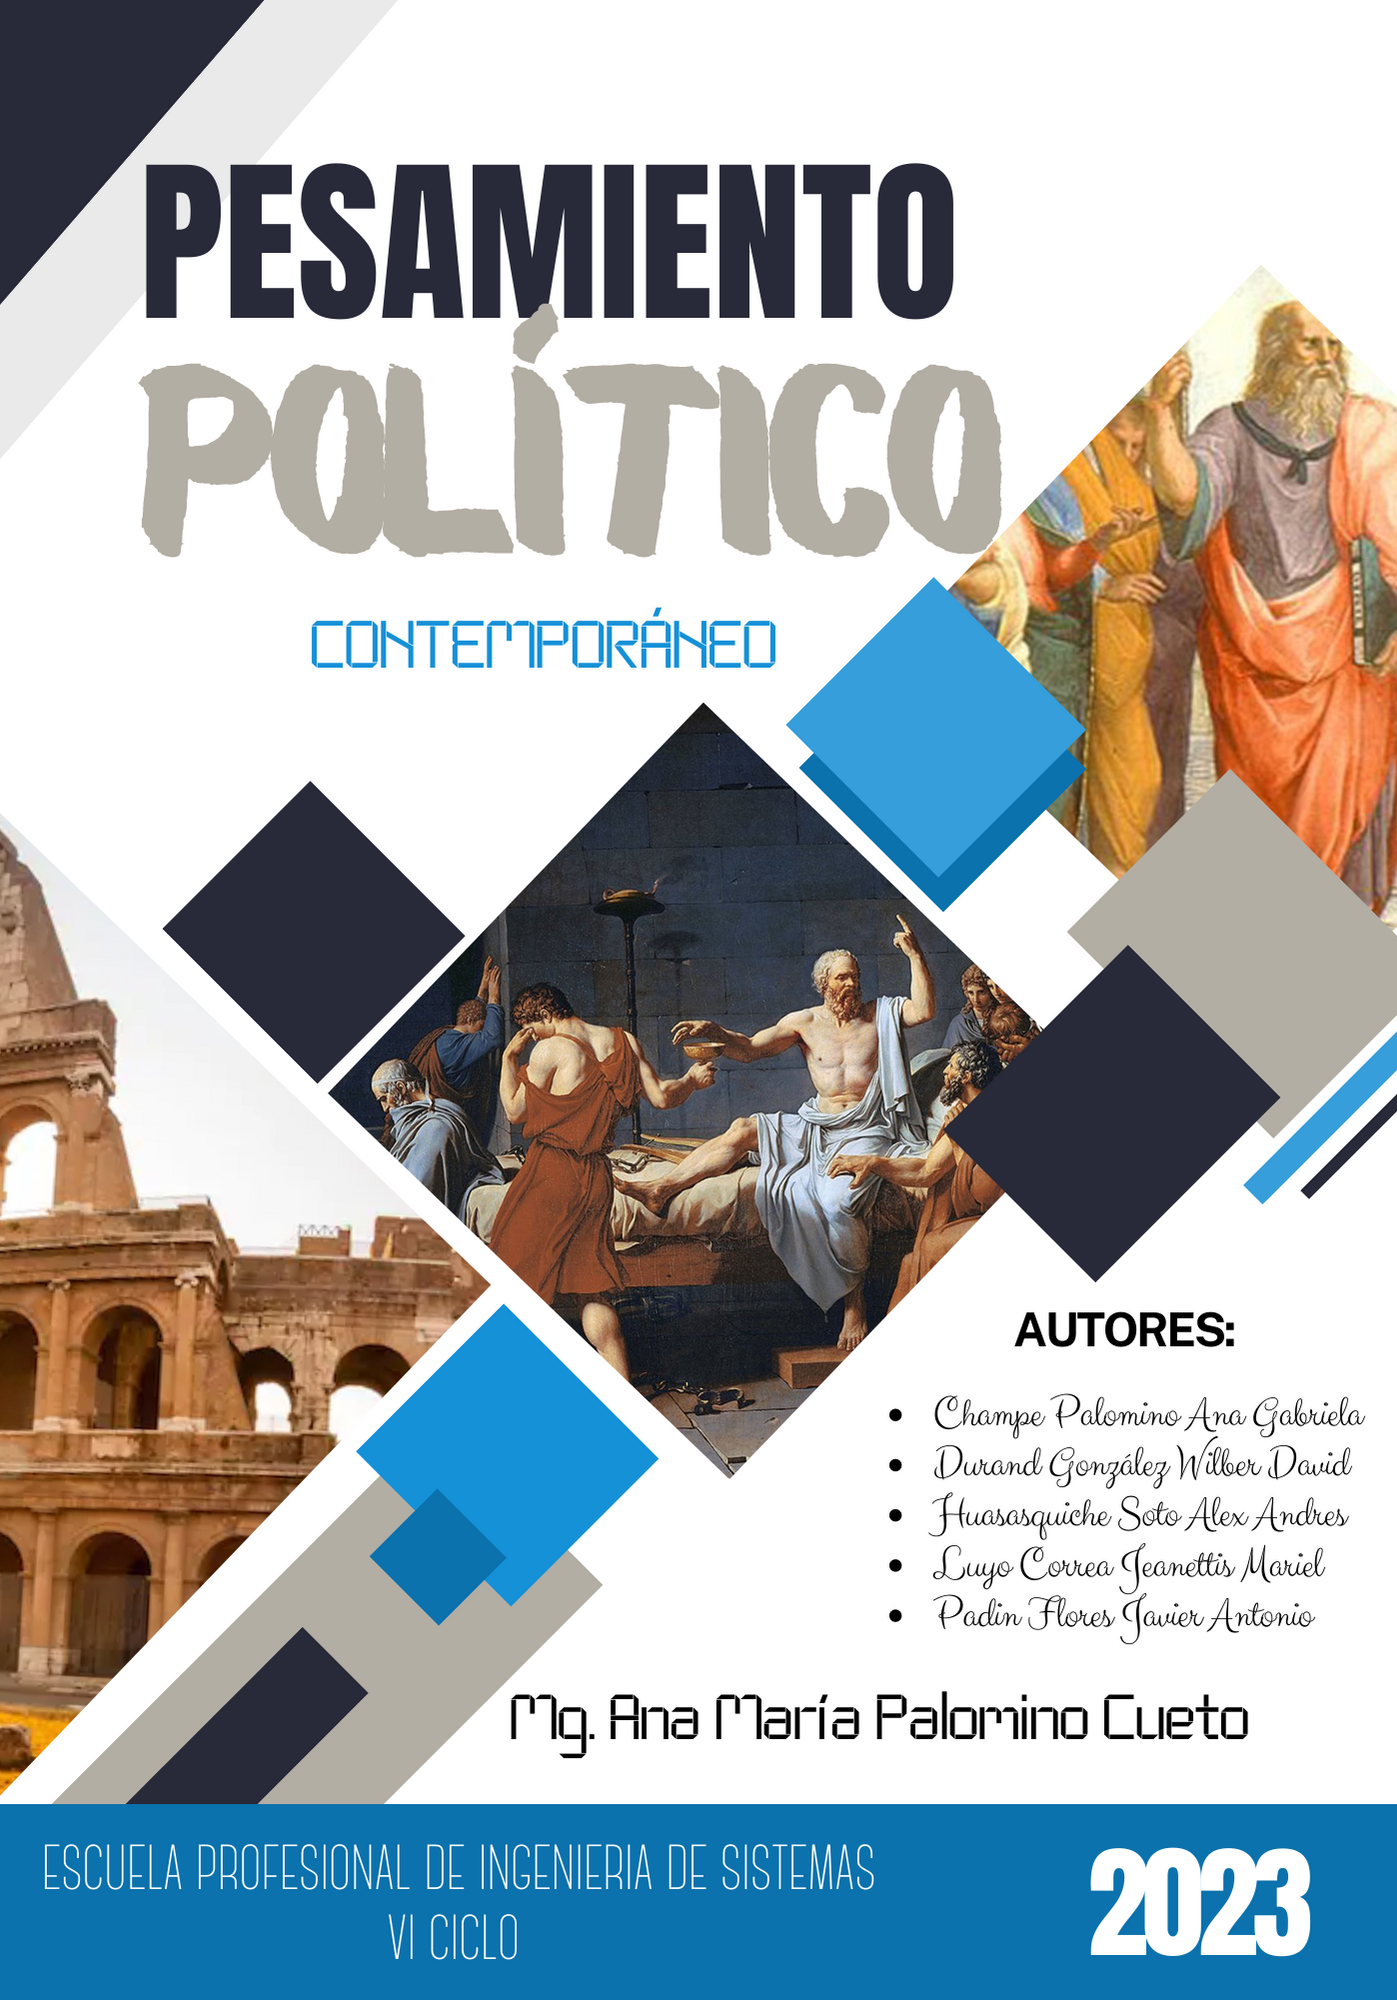 PESAMIENTO
POLÍTICO
CONTEMPORÁNEO
AUTORES:
• Champe Palomino Ana Gabriela
• Durand González Wilber David
• Huasasquiche Soto Alex Andres
• Luyo Correa Jeanettis Mariel
• Padin Flores Javier Antonio
Mg. Ana María Palomino Cueto
ESCUELA PROFESIONAL DE INGENIERIA DE SISTEMAS
VI CICLO
2023